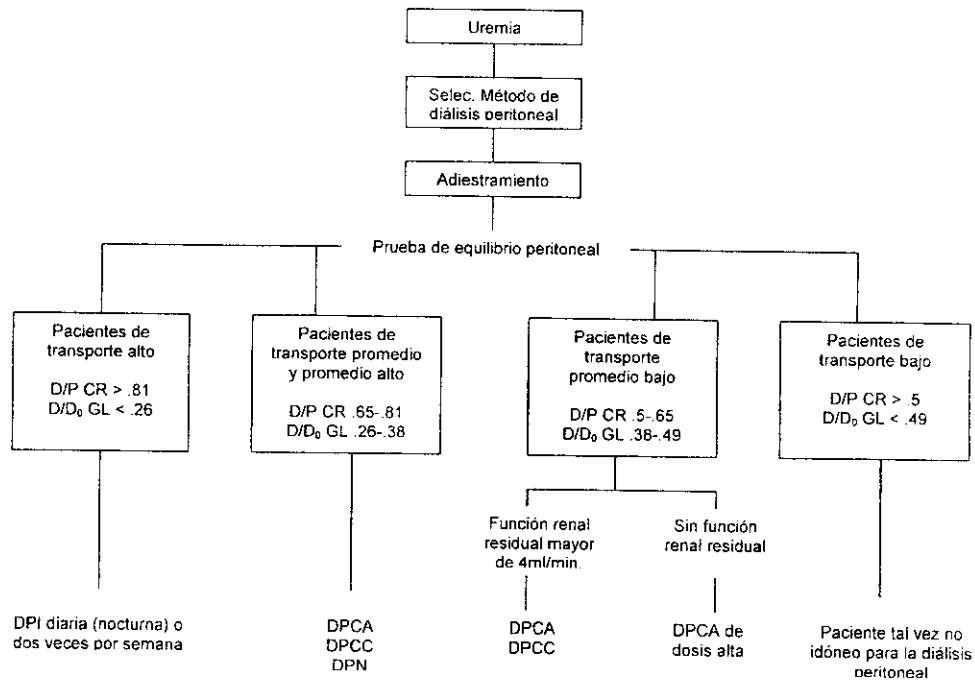 Uremia
Selec. Método de
diálisis peritoneal
Adiestramiento
Prueba de equilibrio peritoneal
Pacientes de
transporte alto
D/P CR > .81
D/D₀ GL < .26
Pacientes de
transporte promedio
y promedio alto
D/P CR .65-.81
D/D₀ GL .26-.38
Pacientes de
transporte
promedio bajo
D/P CR .5-.65
D/D₀ GL .38-.49
Pacientes de
transporte bajo
D/P CR > .5
D/D₀ GL < .49
Función renal
residual mayor
de 4ml/min.
Sin función
renal residual
DPI diaria (nocturna) o
dos veces por semana
DPCA
DPCC
DPN
DPCA
DPCC
DPCA de
dosis alta
Paciente tal vez no
idóneo para la diálisis
peritoneal